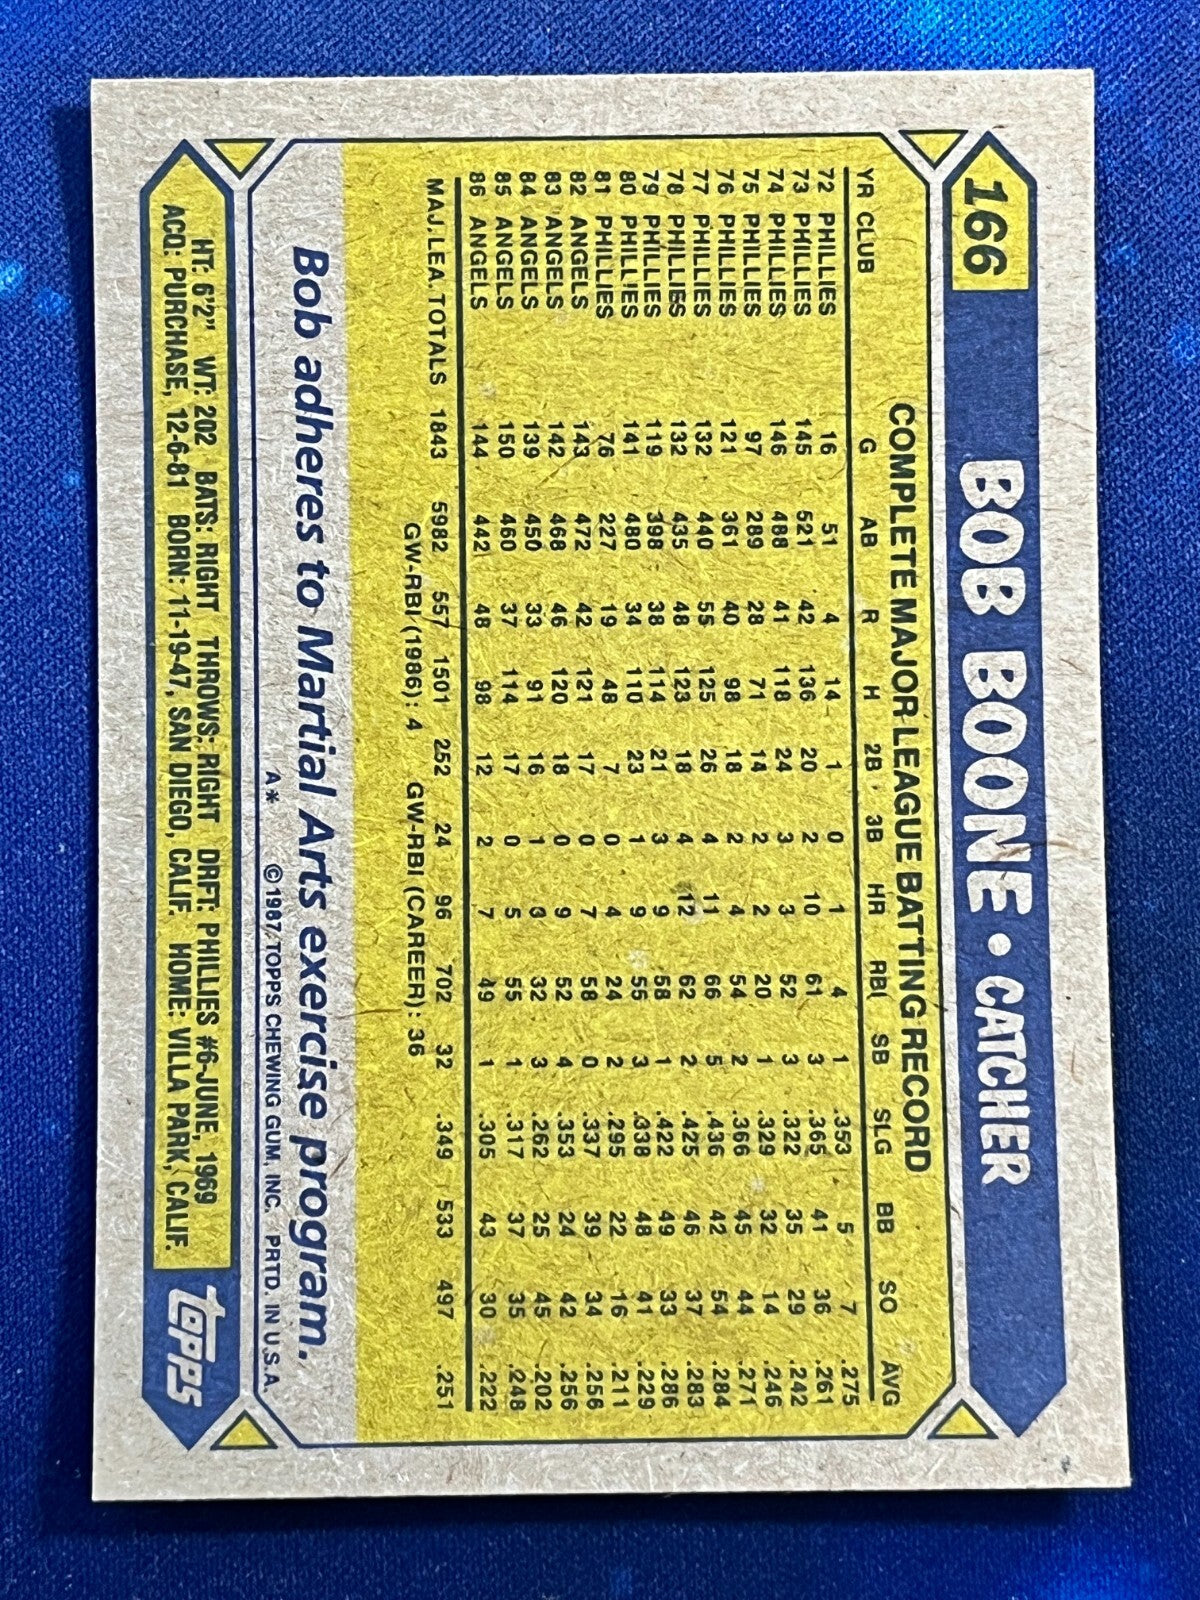 166 BOB BOONE • CATCHER
COMPLETE MAJOR LEAGUE BATTING RECORD
YR CLUB G AB R H 2B 3B HR RBI SB SLG BB SO AVG
72 PHILLIES 16 51 4 14 1 0 1 4 1 .353 5 7 .275
73 PHILLIES 145 521 42 136 20 2 10 61 3 .365 41 36 .261
74 PHILLIES 146 488 41 118 24 3 3 52 3 .322 35 29 .242
75 PHILLIES 97 289 28 71 14 2 2 20 1 .329 32 14 .246
76 PHILLIES 121 361 40 98 18 2 4 54 2 .366 45 44 .271
77 PHILLIES 132 440 55 125 26 4 11 66 5 .436 42 54 .284
78 PHILLIES 132 435 48 123 18 4 12 62 2 .425 46 37 .283
79 PHILLIES 119 398 38 114 21 3 9 58 1 .422 49 33 .286
80 PHILLIES 141 480 34 110 23 1 9 55 3 .338 48 41 .229
81 PHILLIES 76 227 19 48 7 0 4 24 2 .295 22 16 .211
82 ANGELS 143 472 42 121 17 0 7 58 0 .337 39 34 .256
83 ANGELS 142 468 46 120 18 0 9 52 4 .353 24 42 .256
84 ANGELS 139 450 33 91 16 1 3 32 3 .262 25 45 .202
85 ANGELS 150 460 37 114 17 0 5 55 1 .317 37 35 .248
86 ANGELS 144 442 48 98 12 2 7 49 1 .305 43 30 .222
MAJ. LEA. TOTALS 1843 5982 557 1501 252 24 96 702 32 .349 533 497 .251
GW-RBI (1986): 4 GW-RBI (CAREER): 36
Bob adheres to Martial Arts exercise program.
A* © 1987 TOPPS CHEWING GUM, INC. PRTD. IN U.S.A.
HT: 6'2" WT: 202 BATS: RIGHT THROWS: RIGHT DRFT: PHILLIES #6-JUNE, 1969
ACQ: PURCHASE, 12-6-81 BORN: 11-19-47, SAN DIEGO, CALIF. HOME: VILLA PARK, CALIF.
topps